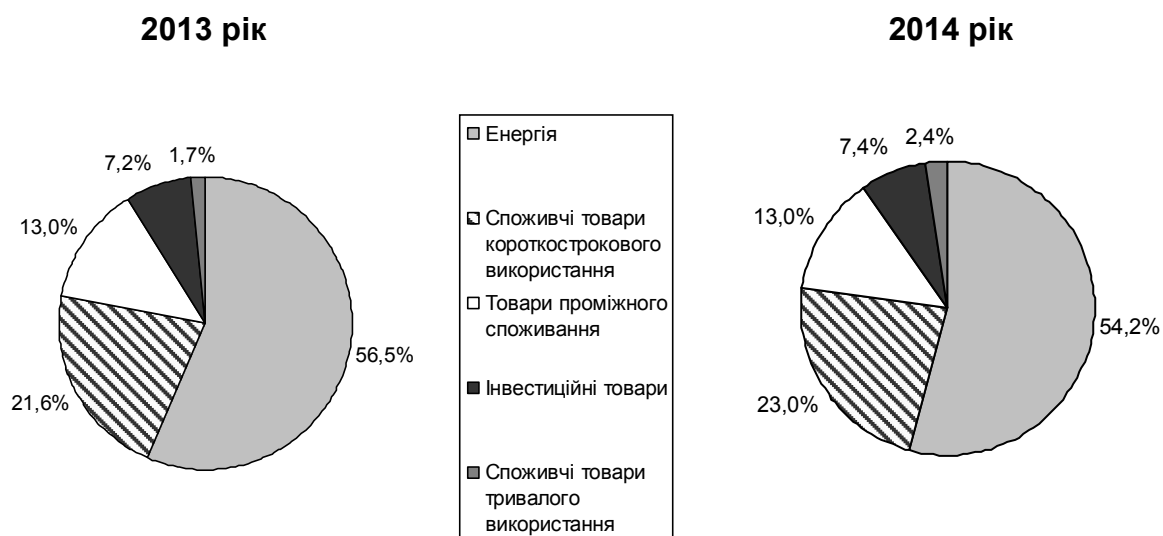 2013 рік
2014 рік
7,2%
1,7%
13,0%
21,6%
56,5%
Енергія
Споживчі товари
короткострокового
використання
Товари проміжного
споживання
Інвестиційні товари
Споживчі товари
тривалого
використання
7,4%
2,4%
13,0%
23,0%
54,2%